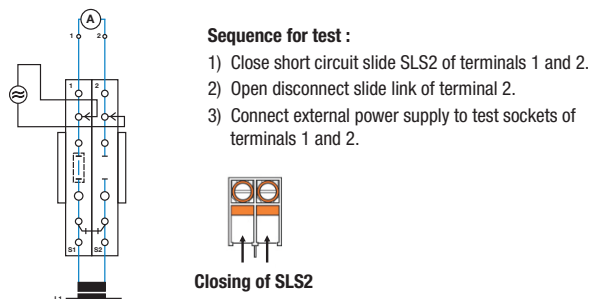 A
1 2
Sequence for test :
1) Close short circuit slide SLS2 of terminals 1 and 2.
2) Open disconnect slide link of terminal 2.
3) Connect external power supply to test sockets of
terminals 1 and 2.
1 2
S1 S2
Closing of SLS2